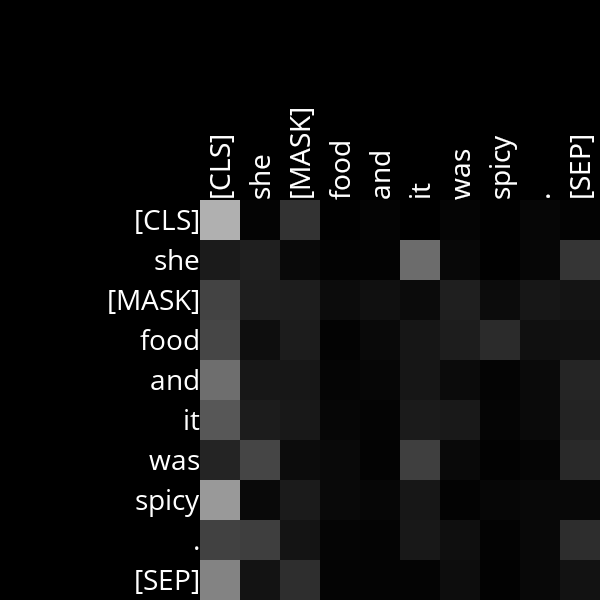 [CLS] she [MASK] food and it was spicy . [SEP]
[CLS]
she
[MASK]
food
and
it
was
spicy
.
[SEP]